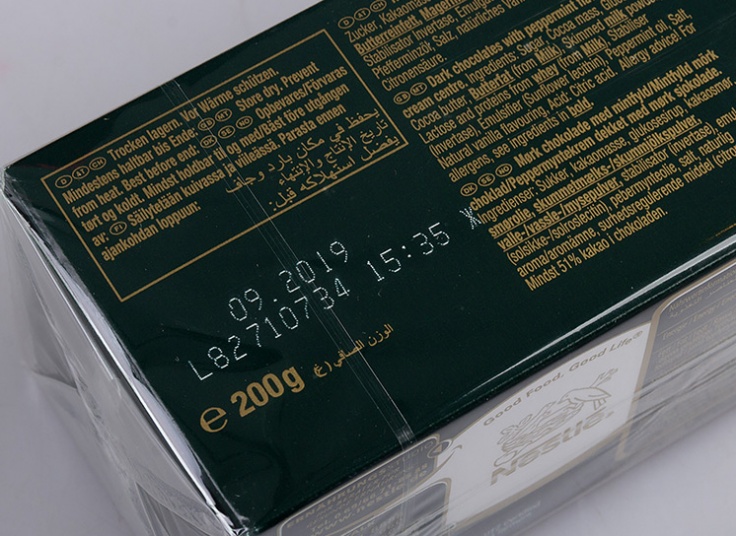 Trocken lagern. Vor Wärme schützen.
Mindestens haltbar bis Ende: Store dry. Prevent
from heat. Best before end: Opbevares/Förvaras
tørt og koldt. Mindst holdbar til og med/Bäst före utgången
av: Säilytetään kuivassa ja viileässä. Parasta ennen
ajankohdan loppuun:
يحفظ في مكان بارد وجاف
تاريخ الإنتاج والإنتهاء
يفضل استهلاكه قبل:
09.2019
L82710734 15:35
e 200g الوزن الصافي (غ)
Zucker, Kakaomasse
Butterreinfett, Magermilch
Stabilisator Invertase, Emulgator
Pfefferminzöl, Salz, natürliches
Citronensäure.
Dark chocolates with peppermint
cream centre. Ingredients: Sugar, Cocoa mass,
Cocoa butter, Butterfat (from Milk), Skimmed milk powder,
Lactose and proteins from whey (from Milk), Stabiliser
(Invertase), Emulsifier (Sunflower lecithin), Peppermint oil, Salt,
Natural vanilla flavouring, Acid: Citric acid. Allergy advice! For
allergens, see ingredients in bold.
Mørk chokolade med mintfyld/Mintfylld mörk
choklad/Peppermyntekrem dekket med mørk sjokolade.
Ingredienser: Sukker, Kakaomasse, glukosesirup, kakaosmør,
smørolie, skummetmælks-/skummjölkspulver,
valle-/vassle-/mysepulver, stabilisator (invertase),
(solsikke-/solroslecitin), pebermynteolie, salt, naturlig
aroma/aromämne, surhedsregulerende middel
Mindst 51% kakao i chokoladen.
Good Food, Good Life®
Nestlé